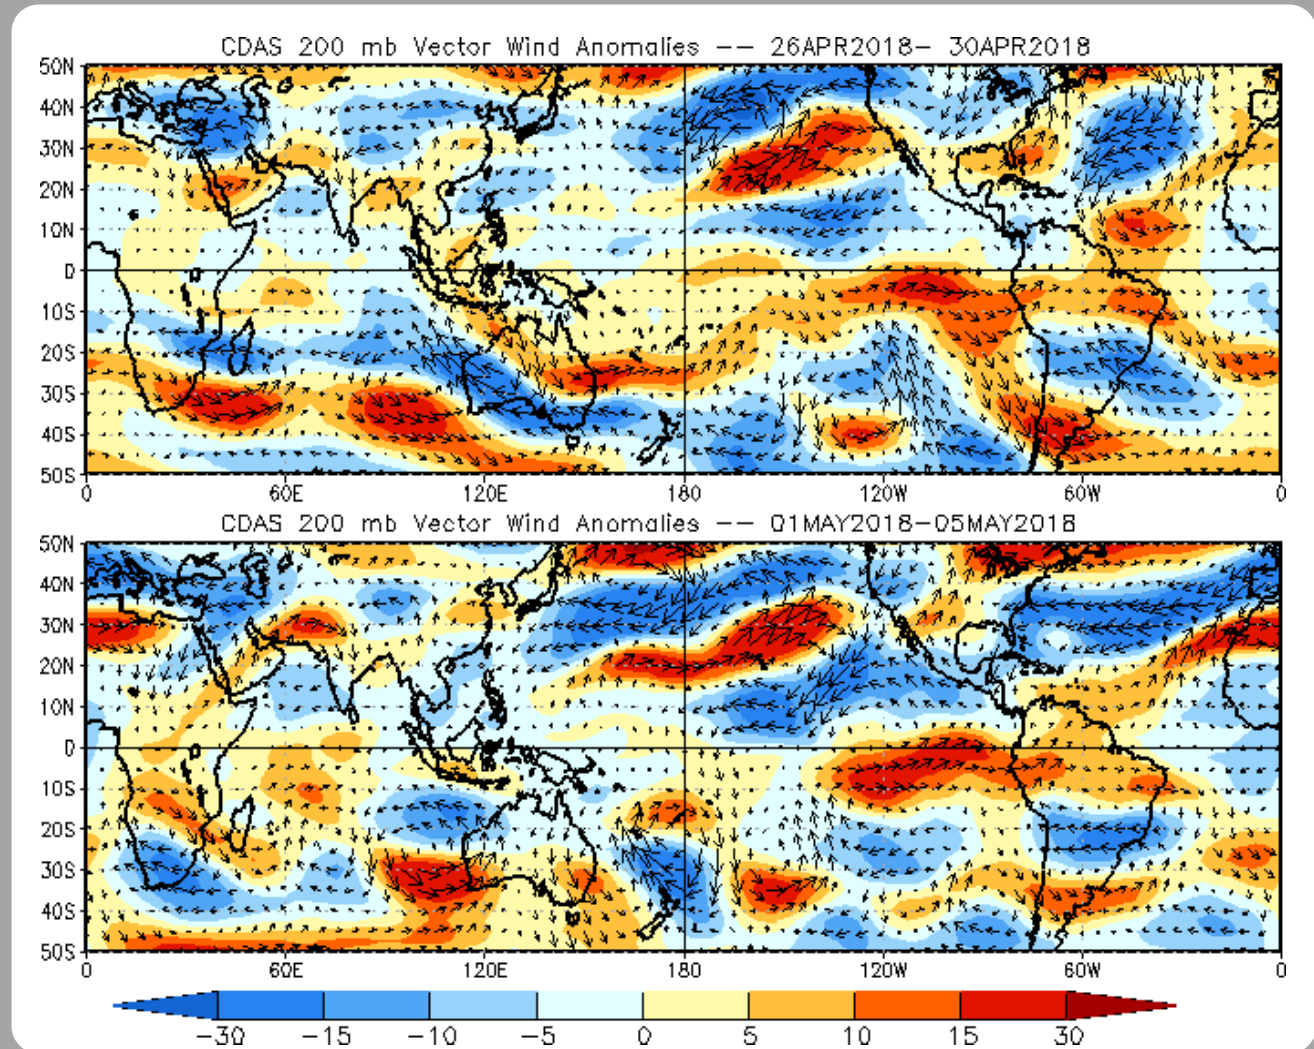 CDAS 200 mb Vector Wind Anomalies -- 26APR2018- 30APR2018
50N
40N
30N
20N
10N
0
10S
20S
30S
40S
50S
0 60E 120E 180 120W 60W 0
CDAS 200 mb Vector Wind Anomalies -- 01MAY2018-05MAY2018
50N
40N
30N
20N
10N
0
10S
20S
30S
40S
50S
0 60E 120E 180 120W 60W 0
-30 -15 -10 -5 0 5 10 15 30